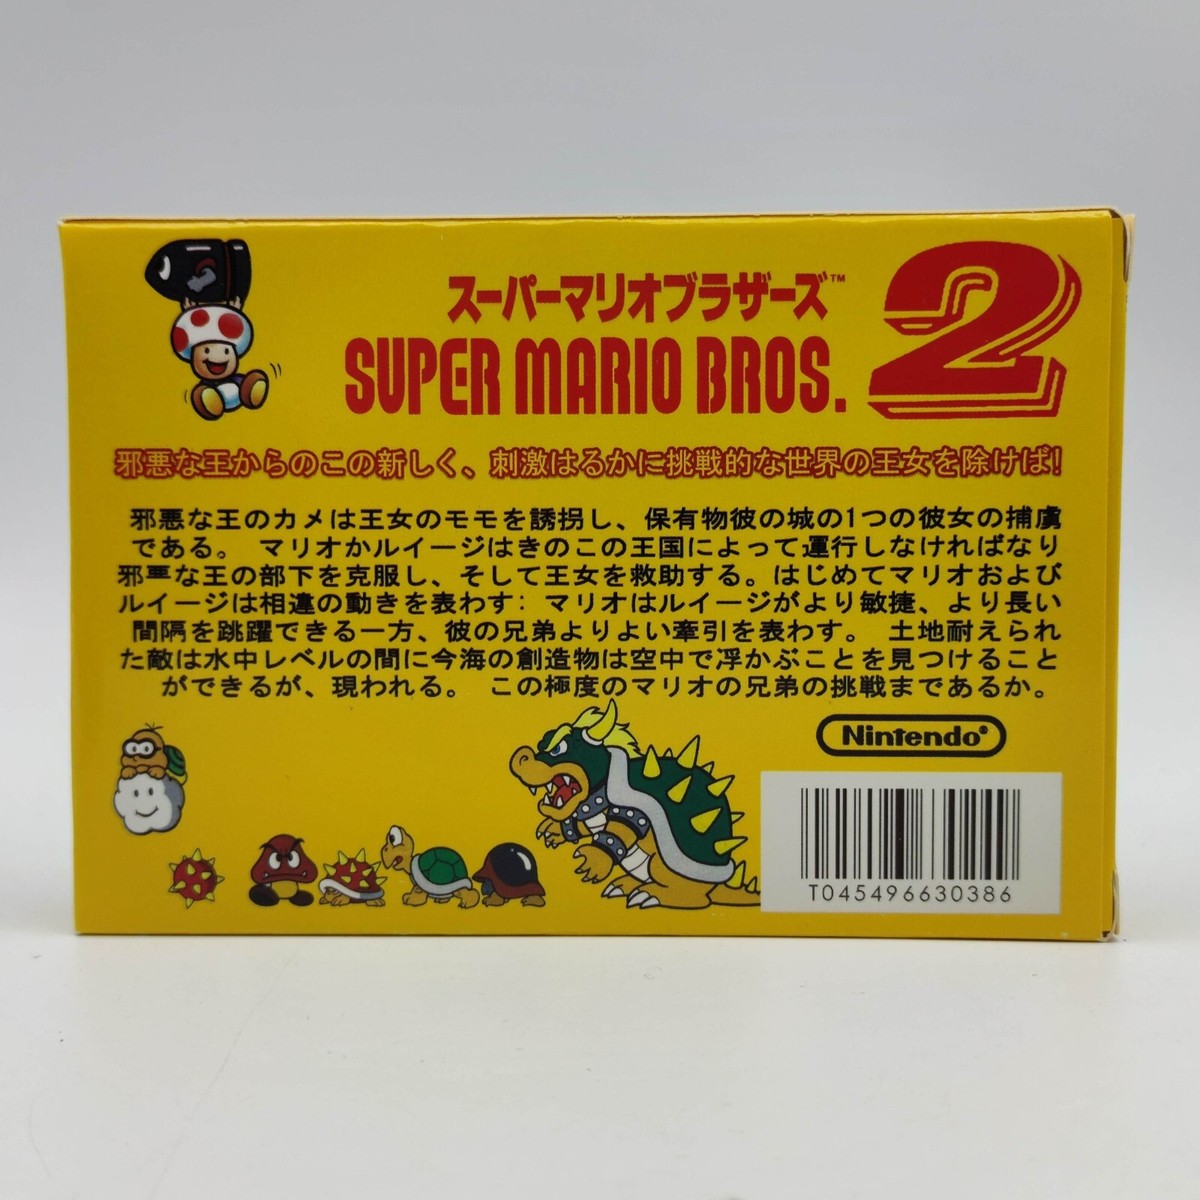 スーパーマリオブラザーズ™
SUPER MARIO BROS. 2
邪悪な王からのこの新しく、刺激はるかに挑戦的な世界の王女を除けば!
邪悪な王のカメは王女のモモを誘拐し、保有物彼の城の1つの彼女の捕虜
である。 マリオかルイージはきのこの王国によって運行しなければなり
邪悪な王の部下を克服し、そして王女を救助する。はじめてマリオおよび
ルイージは相違の動きを表わす: マリオはルイージがより敏捷、より長い
間隔を跳躍できる一方、彼の兄弟よりよい牽引を表わす。 土地耐えられ
た敵は水中レベルの間に今海の創造物は空中で浮かぶことを見つけること
ができるが、現われる。 この極度のマリオの兄弟の挑戦まであるか。
Nintendo®
T045496630386